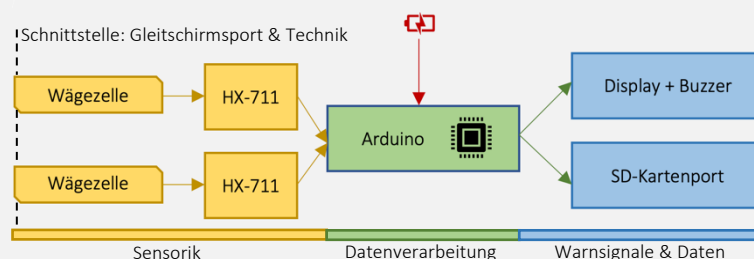 Schnittstelle: Gleitschirmsport & Technik
Wägezelle
HX-711
Display + Buzzer
Arduino
Wägezelle
HX-711
SD-Kartenport
Sensorik
Datenverarbeitung
Warnsignale & Daten